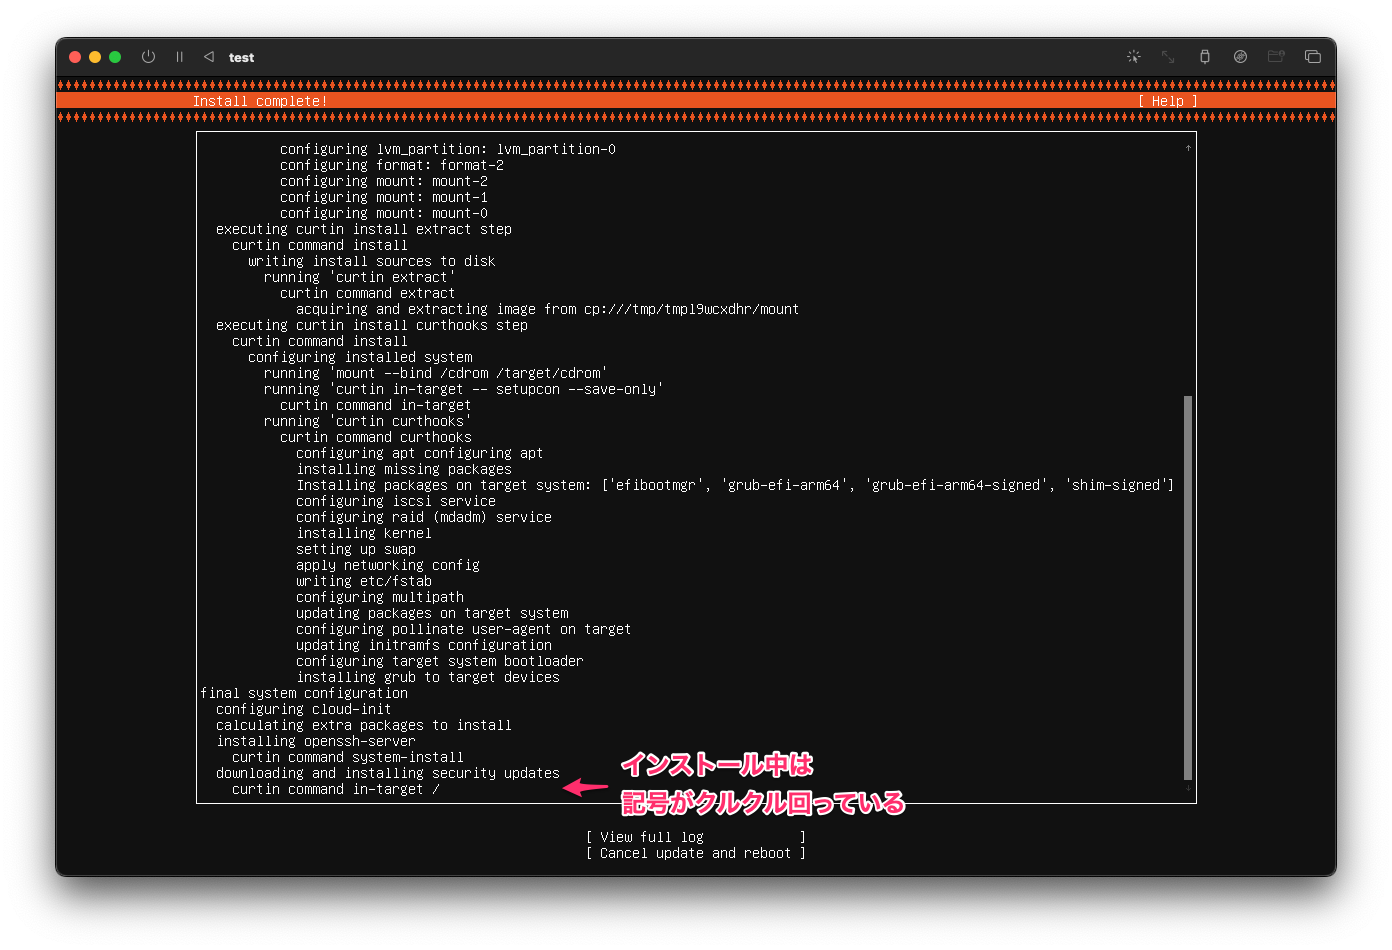 test
Install complete!
[ Help ]
configuring lvm_partition: lvm_partition-0
configuring format: format-2
configuring mount: mount-2
configuring mount: mount-1
configuring mount: mount-0
executing curtin install extract step
curtin command install
writing install sources to disk
running 'curtin extract'
curtin command extract
acquiring and extracting image from cp:///tmp/tmpl9wcxdhr/mount
executing curtin install curthooks step
curtin command install
configuring installed system
running 'mount --bind /cdrom /target/cdrom'
running 'curtin in-target -- setupcon --save-only'
curtin command in-target
running 'curtin curthooks'
curtin command curthooks
configuring apt configuring apt
installing missing packages
Installing packages on target system: ['efibootmgr', 'grub-efi-arm64', 'grub-efi-arm64-signed', 'shim-signed']
configuring iscsi service
configuring raid (mdadm) service
installing kernel
setting up swap
apply networking config
writing etc/fstab
configuring multipath
updating packages on target system
configuring pollinate user-agent on target
updating initramfs configuration
configuring target system bootloader
installing grub to target devices
final system configuration
configuring cloud-init
calculating extra packages to install
installing openssh-server
curtin command system-install
downloading and installing security updates
curtin command in-target /
インストール中は
記号がクルクル回っている
[ View full log ]
[ Cancel update and reboot ]